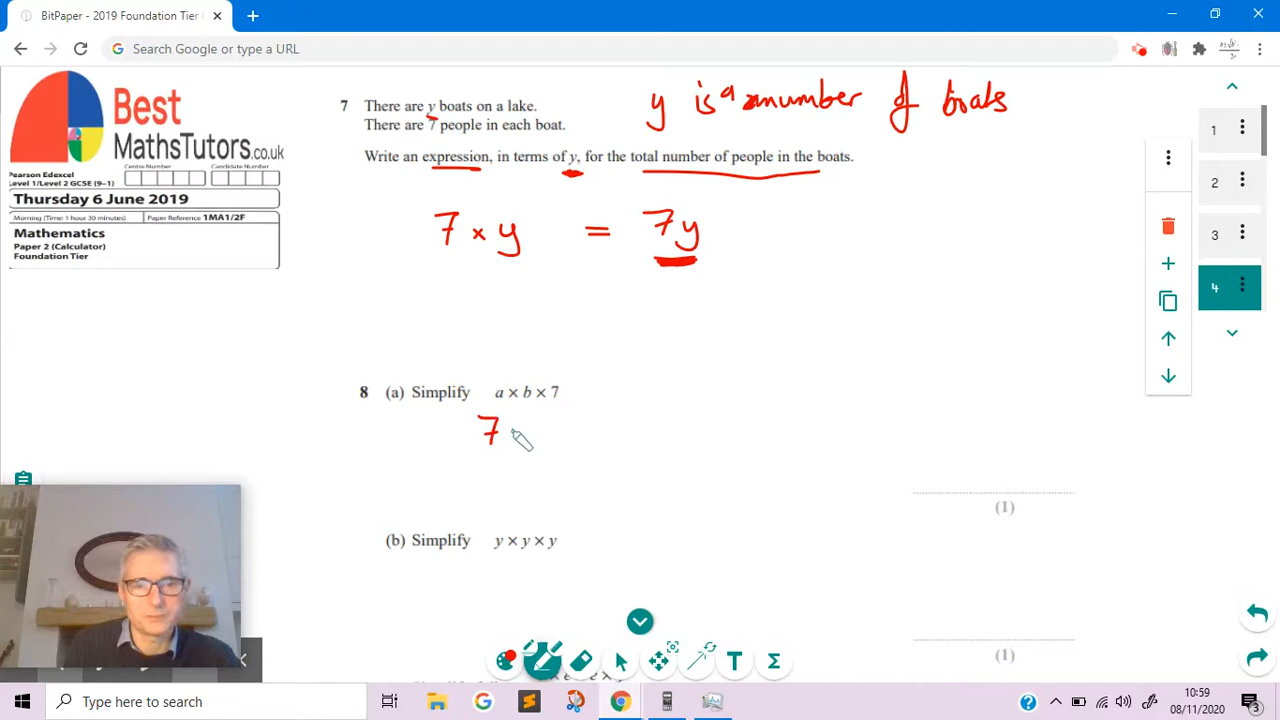 BitPaper - 2019 Foundation Tier
Search Google or type a URL
Best
MathsTutors.co.uk
Centre Number
Candidate Number
Pearson Edexcel
Level 1/Level 2 GCSE (9–1)
Thursday 6 June 2019
Morning (Time: 1 hour 30 minutes)
Paper Reference 1MA1/2F
Mathematics
Paper 2 (Calculator)
Foundation Tier
7 There are y boats on a lake.
There are 7 people in each boat.
Write an expression, in terms of y, for the total number of people in the boats.
y is a number of boats
7 × y = 7y
8 (a) Simplify a × b × 7
7
(1)
(b) Simplify y × y × y
(1)
1
2
3
4
T
Σ
Type here to search
10:59
08/11/2020
3